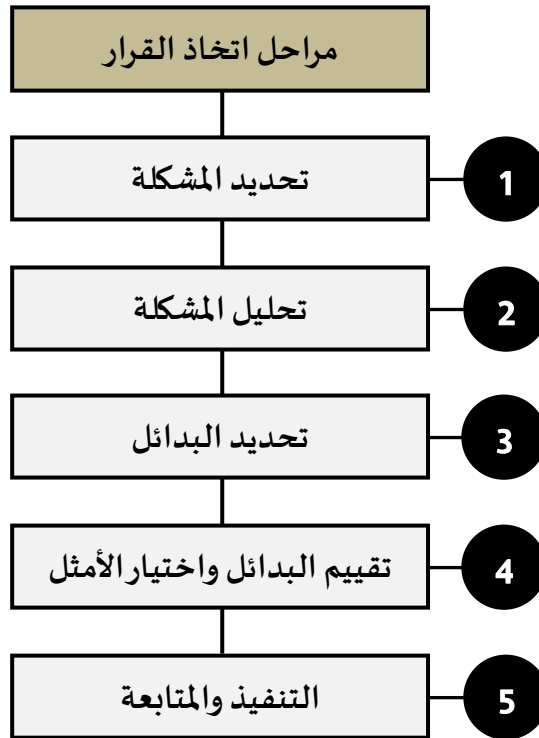 مراحل اتخاذ القرار
تحديد المشكلة
1
تحليل المشكلة
2
تحديد البدائل
3
تقييم البدائل واختيار الأمثل
4
التنفيذ والمتابعة
5